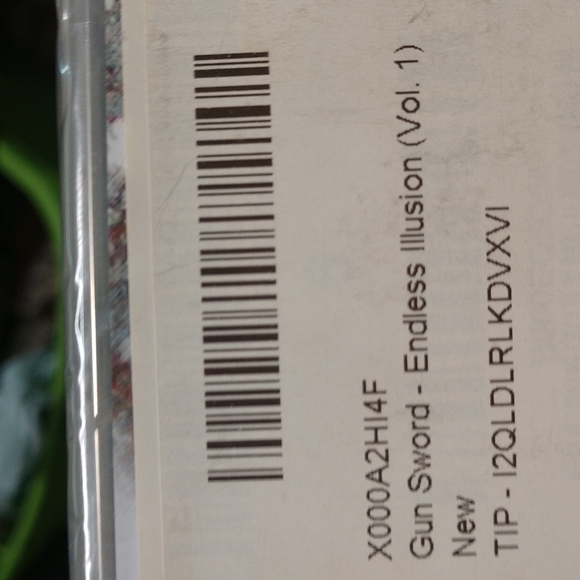 X000A2HI4F
Gun Sword - Endless Illusion (Vol. 1)
New
TIP - I2QLDLRLKDVXVI